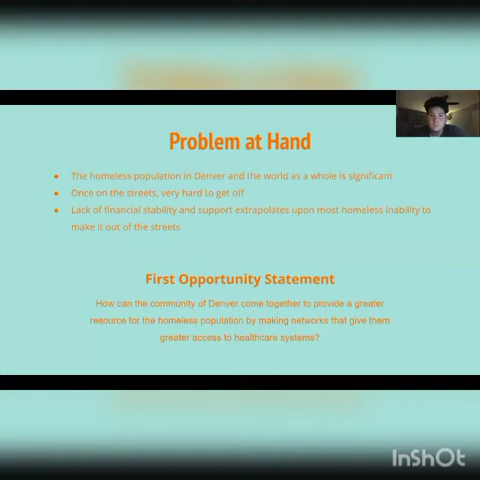 Problem at Hand
● The homeless population in Denver and the world as a whole is significant
● Once on the streets, very hard to get off
● Lack of financial stability and support extrapolates upon most homeless inability to
make it out of the streets
First Opportunity Statement
How can the community of Denver come together to provide a greater
resource for the homeless population by making networks that give them
greater access to healthcare systems?
InShOt